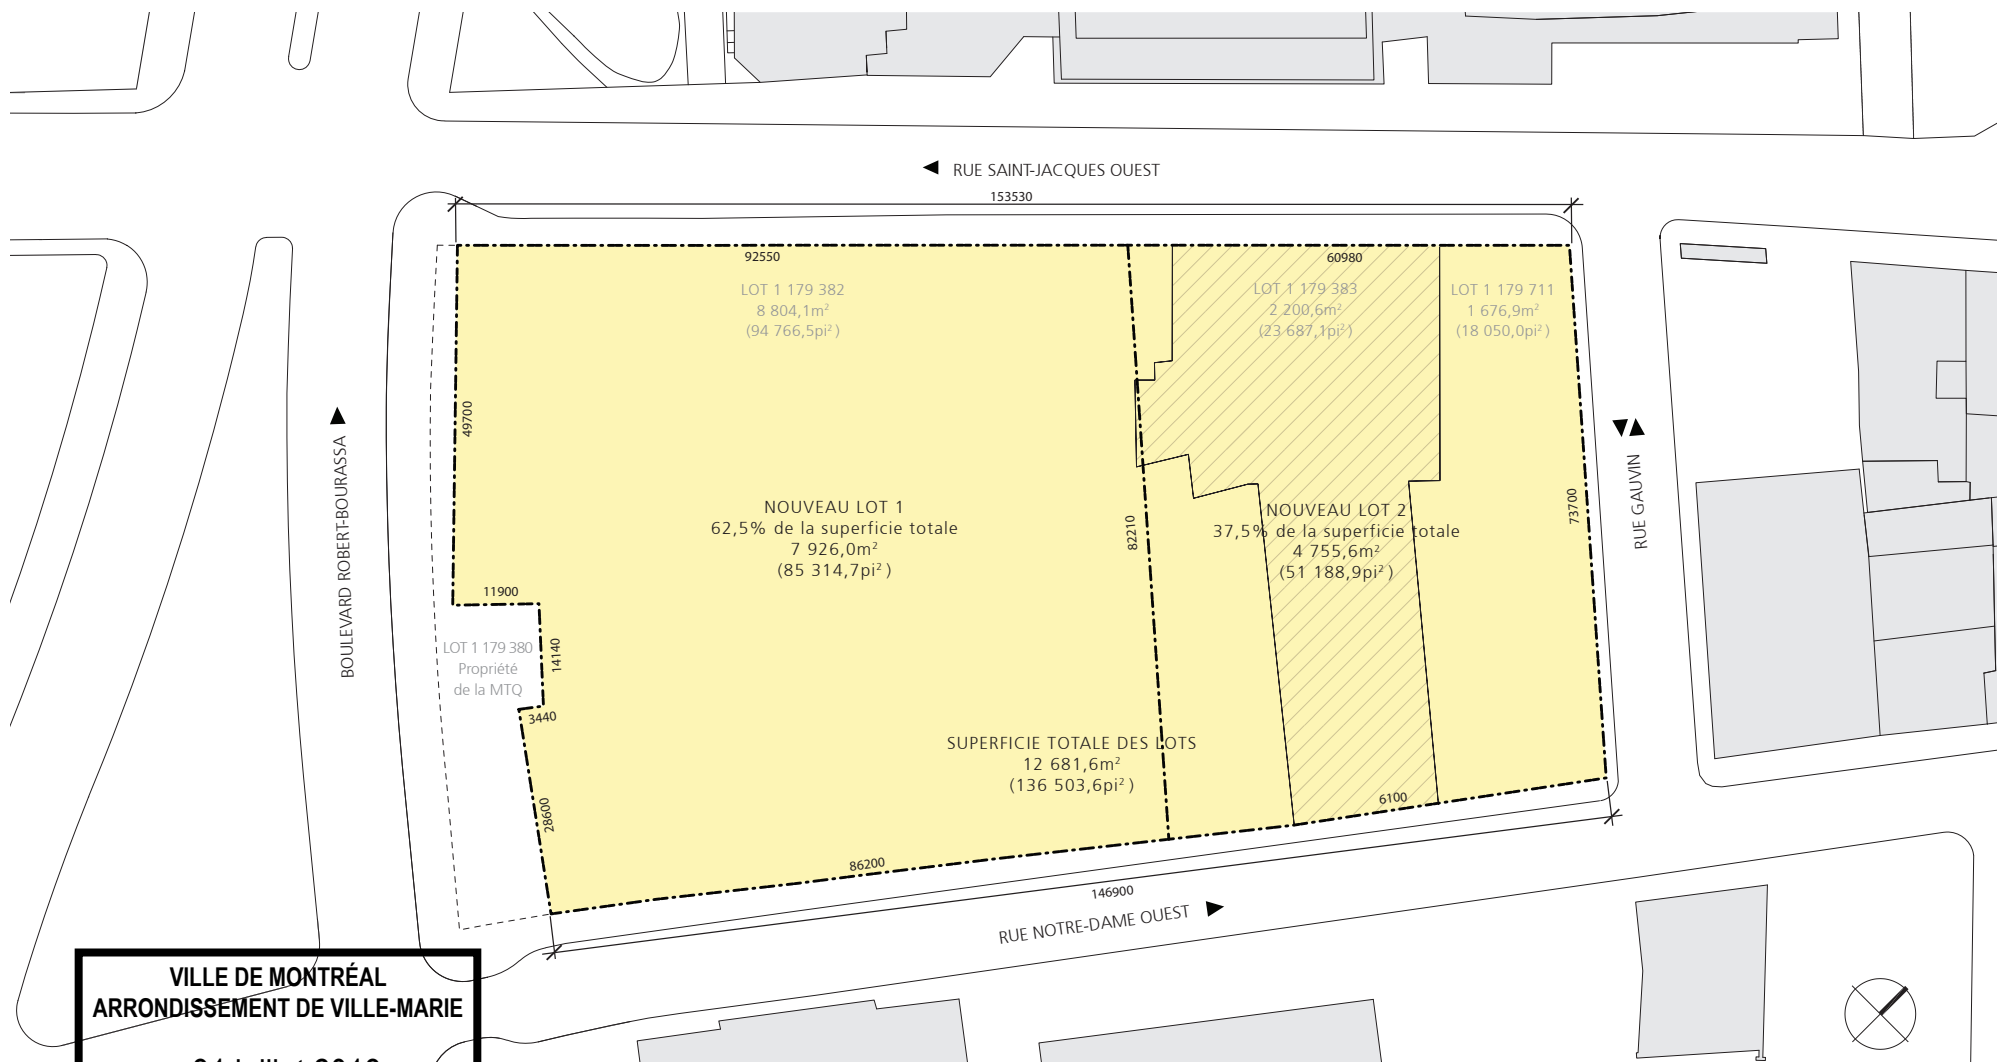 RUE SAINT-JACQUES OUEST
153530
92550
60980
LOT 1 179 382
8 804,1m²
(94 766,5pi²)
LOT 1 179 383
2 200,6m²
(23 687,1pi²)
LOT 1 179 711
1 676,9m²
(18 050,0pi²)
49700
BOULEVARD ROBERT-BOURASSA
NOUVEAU LOT 1
62,5% de la superficie totale
7 926,0m²
(85 314,7pi²)
82210
NOUVEAU LOT 2
37,5% de la superficie totale
4 755,6m²
(51 188,9pi²)
73700
RUE GAUVIN
11900
14140
LOT 1 179 380
Propriété
de la MTQ
3440
28600
SUPERFICIE TOTALE DES LOTS
12 681,6m²
(136 503,6pi²)
6100
86200
146900
RUE NOTRE-DAME OUEST
VILLE DE MONTRÉAL
ARRONDISSEMENT DE VILLE-MARIE